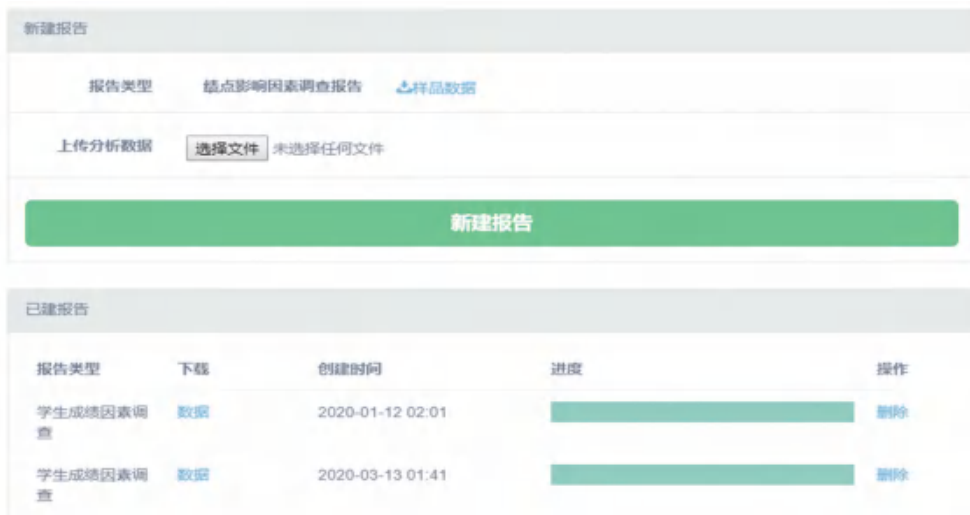 新建报告
报告类型 结点影响因素调查报告 样品数据
上传分析数据 选择文件 未选择任何文件
新建报告
已建报告
报告类型 下载 创建时间 进度 操作
学生成绩因素调 数据 2020-01-12 02:01 删除
查
学生成绩因素调 数据 2020-03-13 01:41 删除
查